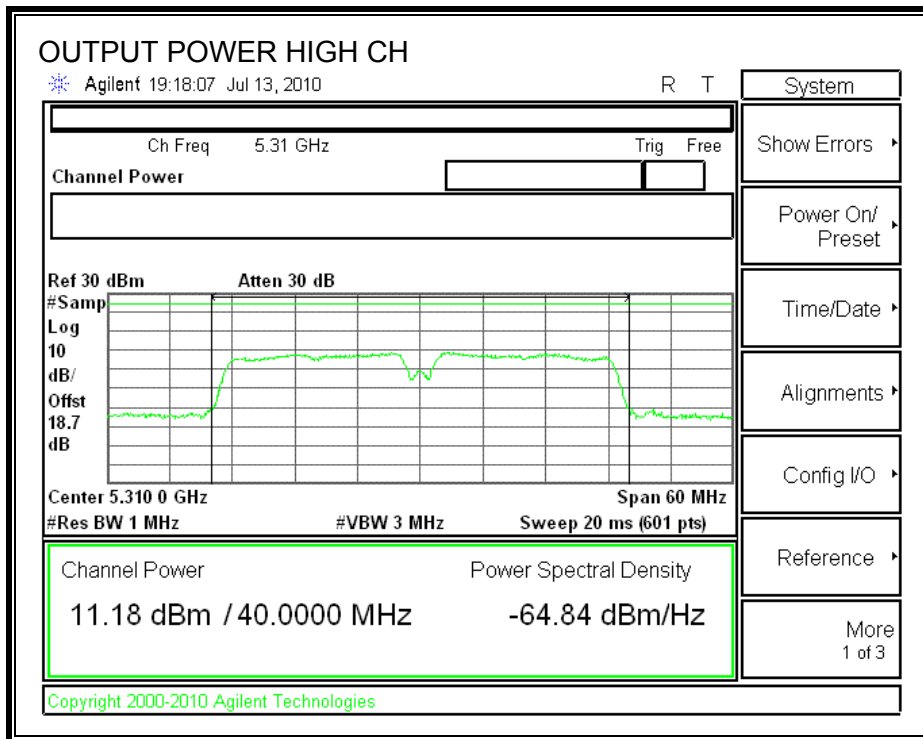 OUTPUT POWER HIGH CH
Agilent 19:18:07 Jul 13, 2010 R T
System
Ch Freq 5.31 GHz Trig Free
Channel Power
Show Errors
Power On/
Preset
Ref 30 dBm Atten 30 dB
#Samp
Log
10
dB/
Offst
18.7
dB
Time/Date
Alignments
Center 5.310 0 GHz Span 60 MHz
#Res BW 1 MHz #VBW 3 MHz Sweep 20 ms (601 pts)
Config I/O
Channel Power Power Spectral Density
11.18 dBm / 40.0000 MHz -64.84 dBm/Hz
Reference
More
1 of 3
Copyright 2000-2010 Agilent Technologies